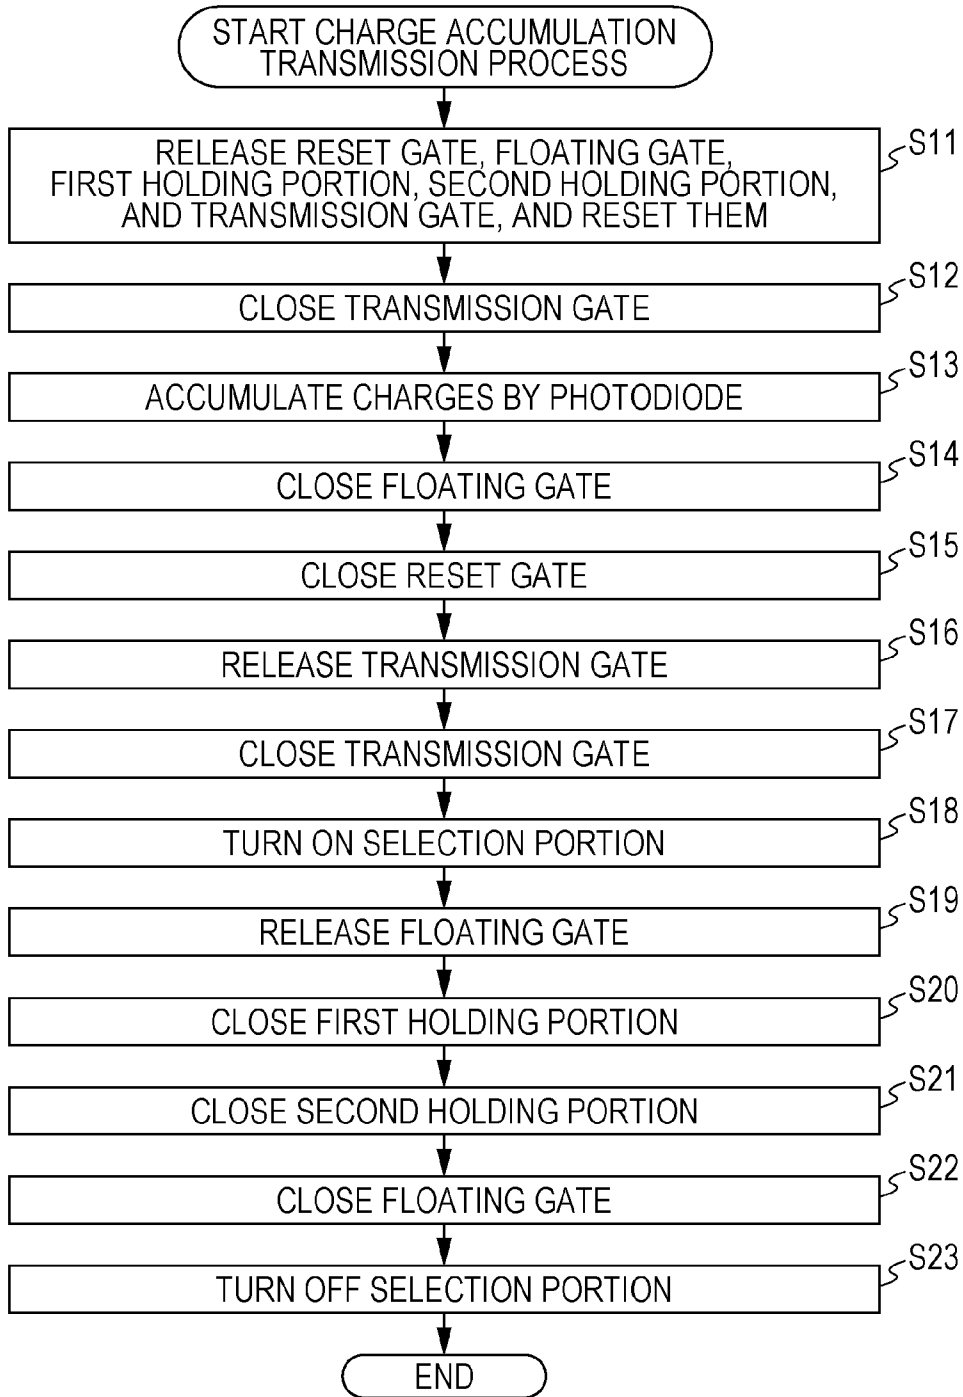 START CHARGE ACCUMULATION
TRANSMISSION PROCESS
S11
RELEASE RESET GATE, FLOATING GATE,
FIRST HOLDING PORTION, SECOND HOLDING PORTION,
AND TRANSMISSION GATE, AND RESET THEM
S12
CLOSE TRANSMISSION GATE
S13
ACCUMULATE CHARGES BY PHOTODIODE
S14
CLOSE FLOATING GATE
S15
CLOSE RESET GATE
S16
RELEASE TRANSMISSION GATE
S17
CLOSE TRANSMISSION GATE
S18
TURN ON SELECTION PORTION
S19
RELEASE FLOATING GATE
S20
CLOSE FIRST HOLDING PORTION
S21
CLOSE SECOND HOLDING PORTION
S22
CLOSE FLOATING GATE
S23
TURN OFF SELECTION PORTION
END